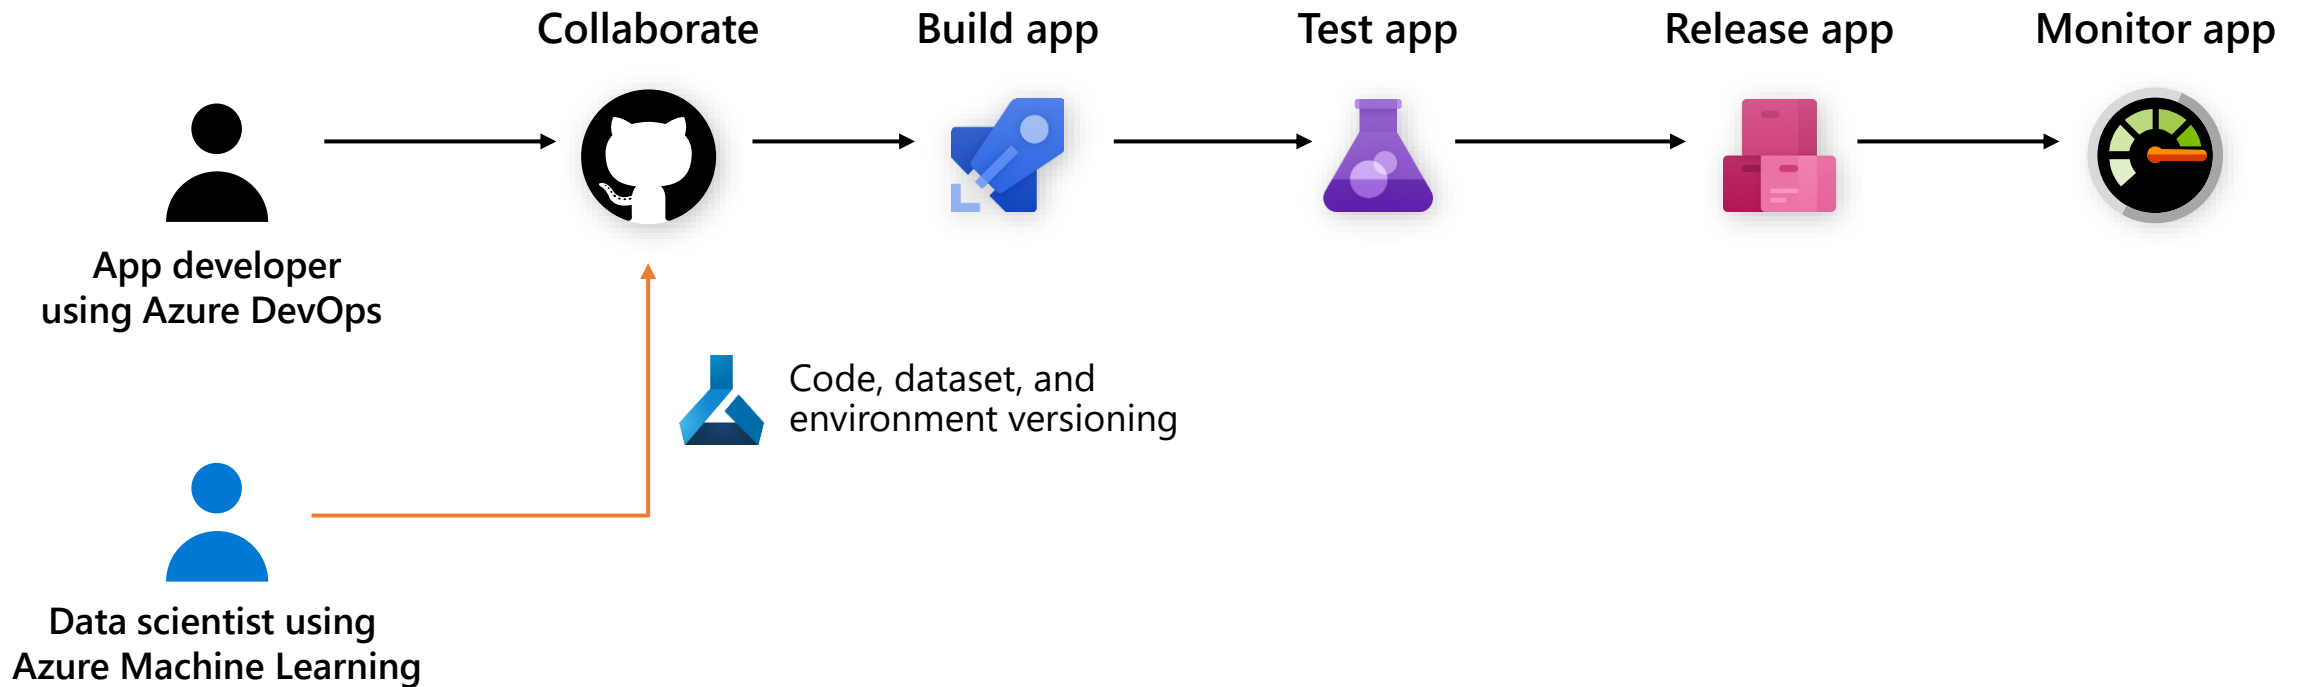 Collaborate
Build app
Test app
Release app
Monitor app
App developer
using Azure DevOps
Code, dataset, and
environment versioning
Data scientist using
Azure Machine Learning